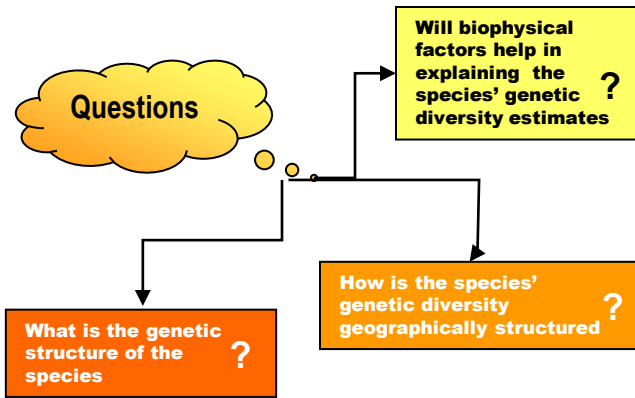 Questions
Will biophysical
factors help in
explaining the
species' genetic ?
diversity estimates
How is the species'
genetic diversity ?
geographically structured
What is the genetic
structure of the ?
species